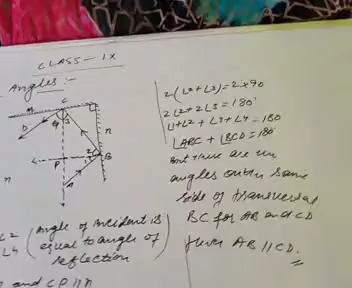 CLASS - IX
Angles :-
m
C
D
n
P
B
A
n
2(∠2+∠3)=2×90
2∠2+2∠3=180°
∠1+∠2+∠3+∠4=180
∠ABC+∠BCD=180°
But these are
angles on the same
side of transversal
BC for AB and CD
then AB || CD.
∠2 (Angle of incident is
∠4 equal to angle of
reflection
and CP || n